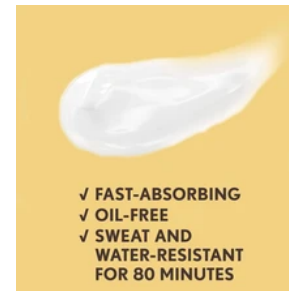 √ FAST-ABSORBING
√ OIL-FREE
√ SWEAT AND
WATER-RESISTANT
FOR 80 MINUTES